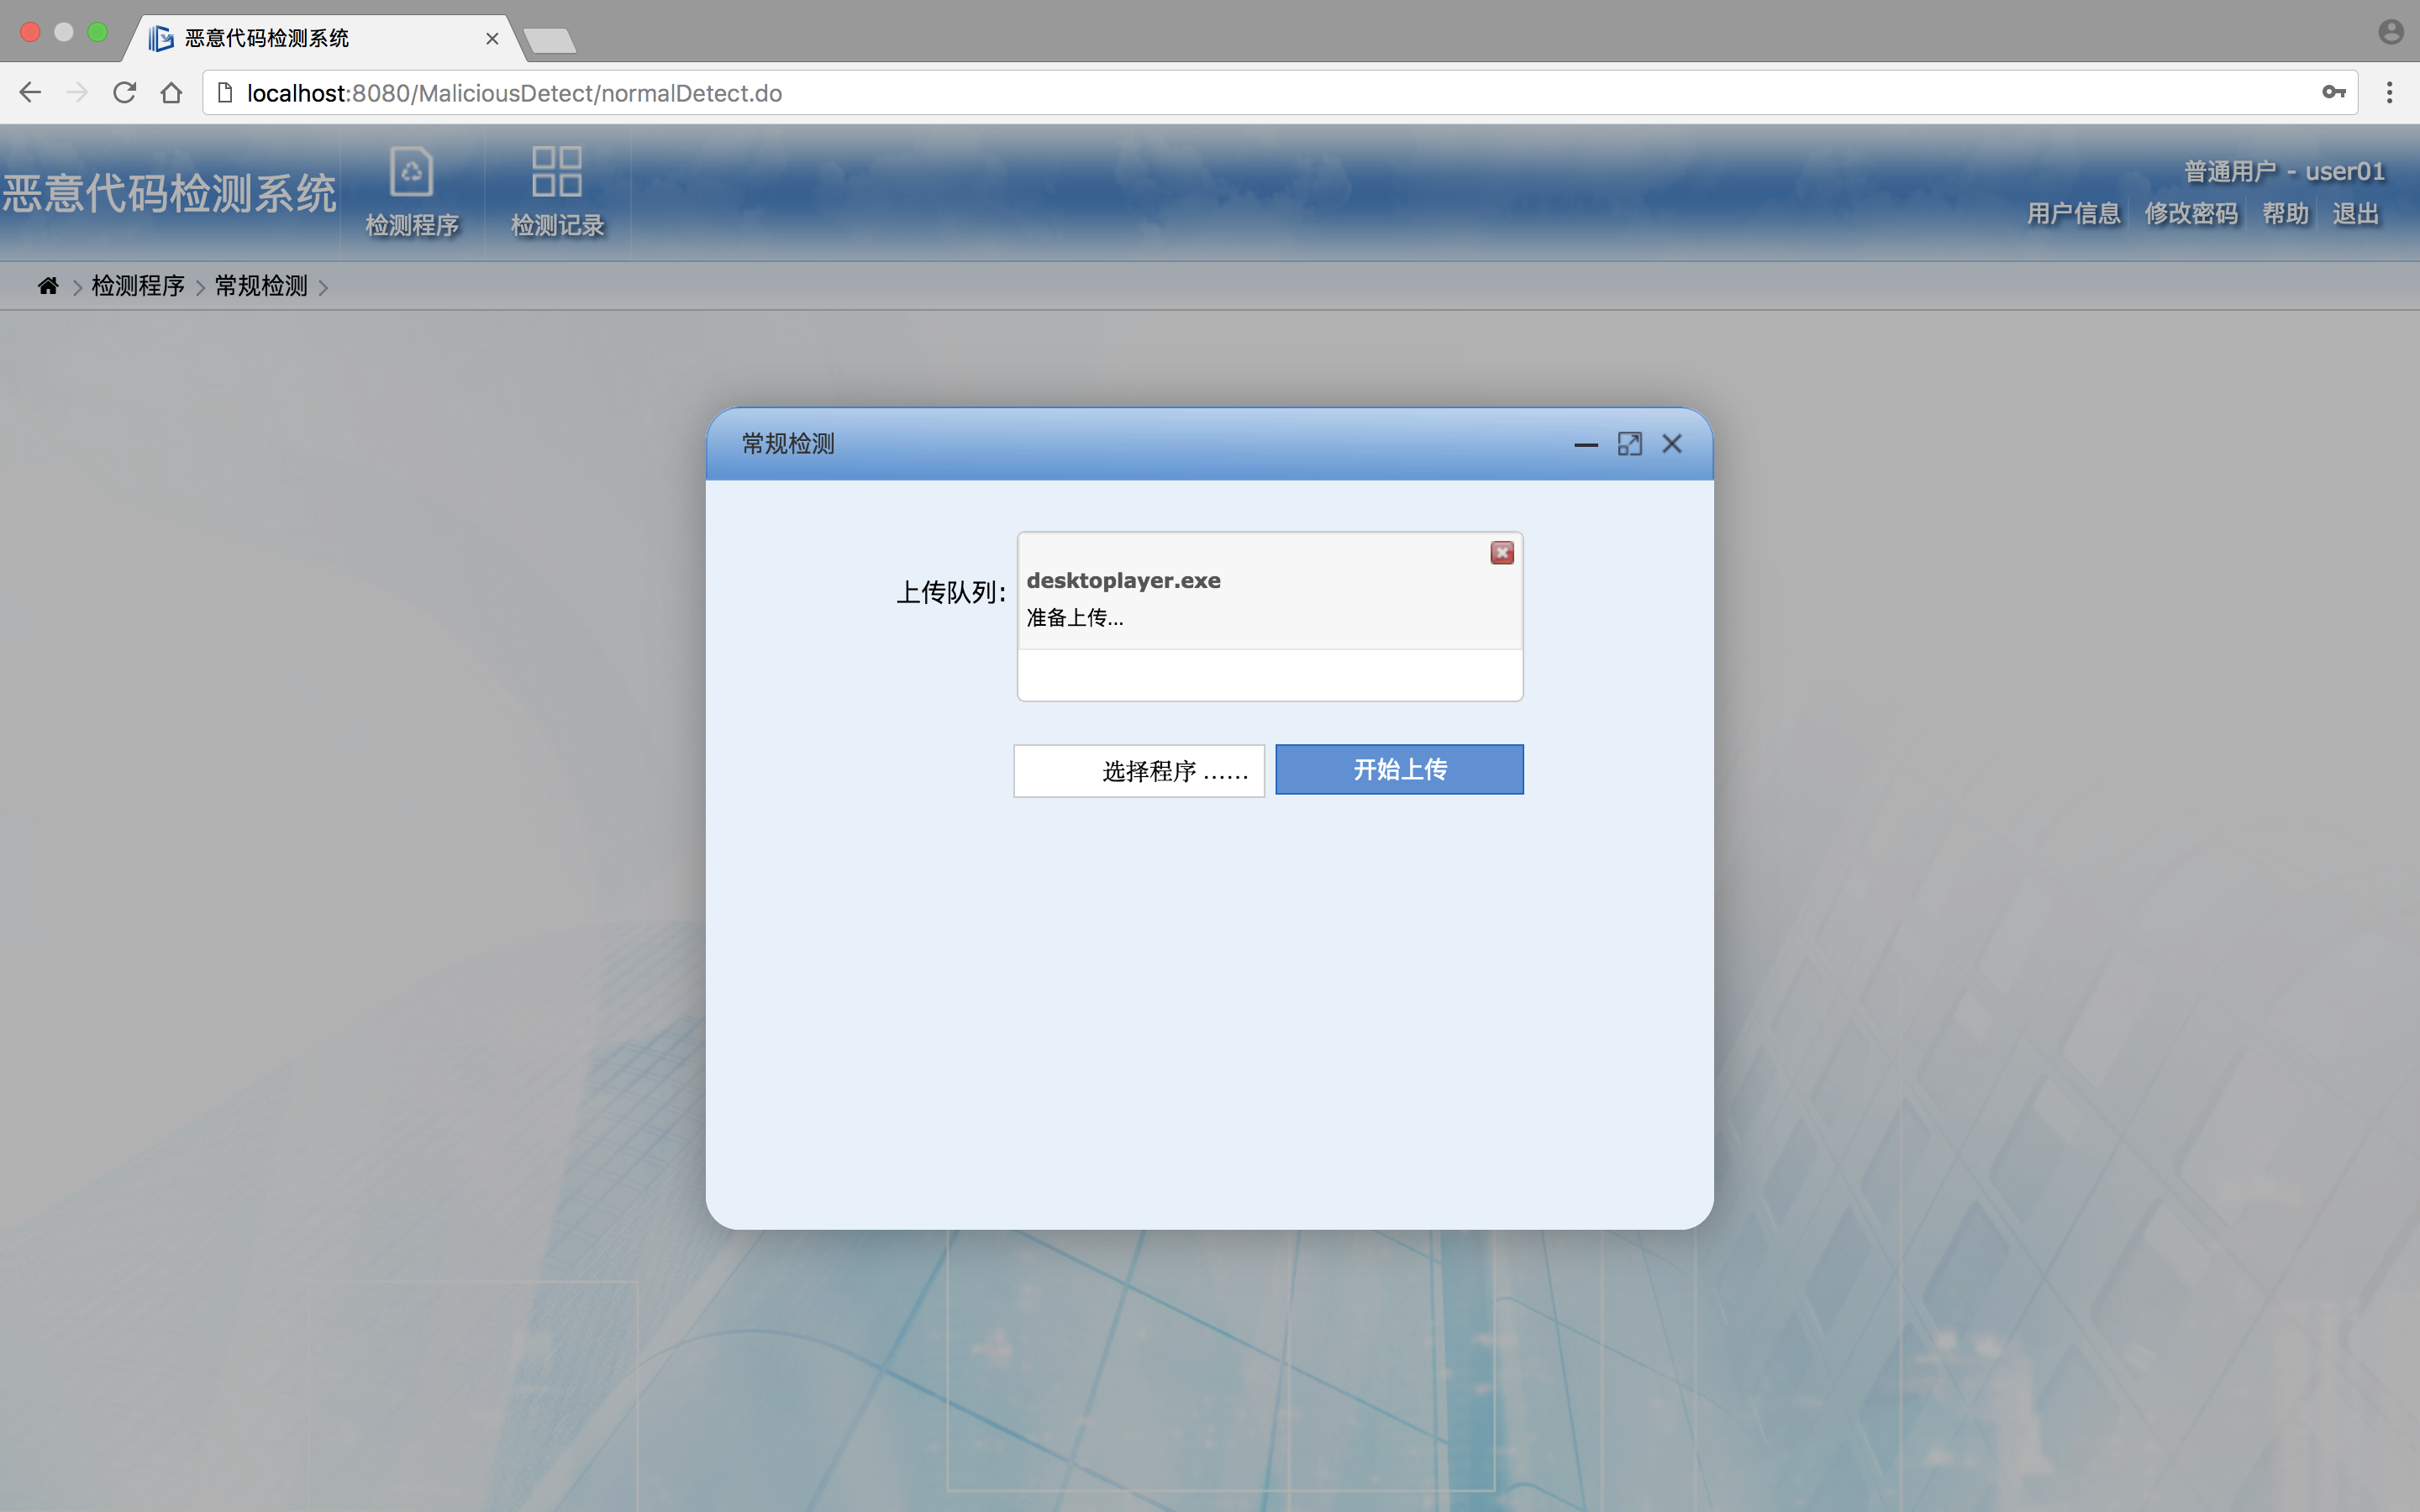 恶意代码检测系统
localhost:8080/MaliciousDetect/normalDetect.do
恶意代码检测系统
检测程序
检测记录
普通用户 - user01
用户信息 修改密码 帮助 退出
检测程序 常规检测
常规检测
上传队列:
desktoplayer.exe
准备上传...
选择程序 ......
开始上传